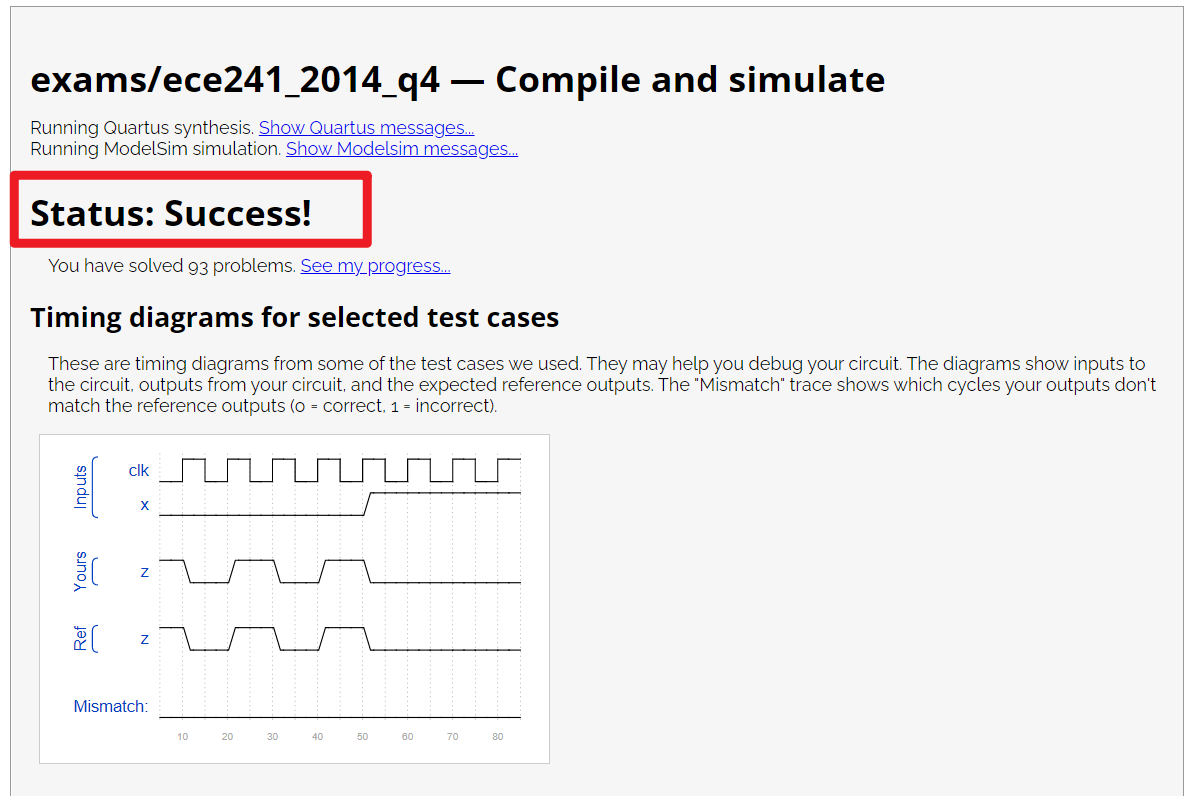 exams/ece241_2014_q4 — Compile and simulate
Running Quartus synthesis. Show Quartus messages...
Running ModelSim simulation. Show Modelsim messages...
Status: Success!
You have solved 93 problems. See my progress...
Timing diagrams for selected test cases
These are timing diagrams from some of the test cases we used. They may help you debug your circuit. The diagrams show inputs to
the circuit, outputs from your circuit, and the expected reference outputs. The "Mismatch" trace shows which cycles your outputs don't
match the reference outputs (0 = correct, 1 = incorrect).
Inputs
clk
x
Yours
z
Ref
z
Mismatch:
10 20 30 40 50 60 70 80